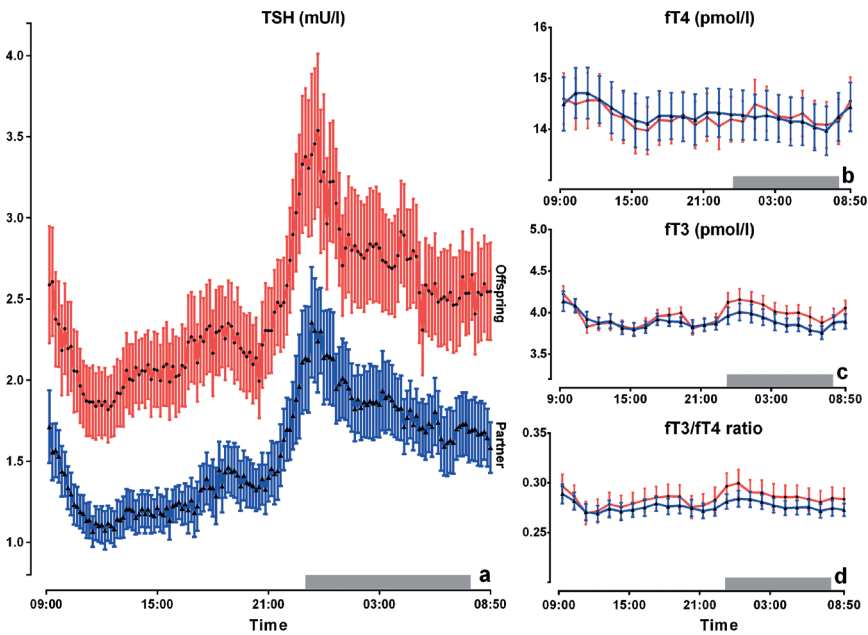 TSH (mU/l)
4.0
3.5
3.0
2.5
2.0
1.5
1.0
Offspring
Partner
a
09:00 15:00 21:00 03:00 08:50
Time
fT4 (pmol/l)
16
15
14
b
09:00 15:00 21:00 03:00 08:50
fT3 (pmol/l)
5.0
4.5
4.0
3.5
c
9:00 15:00 21:00 03:00 08:50
fT3/fT4 ratio
0.35
0.30
0.25
d
09:00 15:00 21:00 03:00 08:50
Time